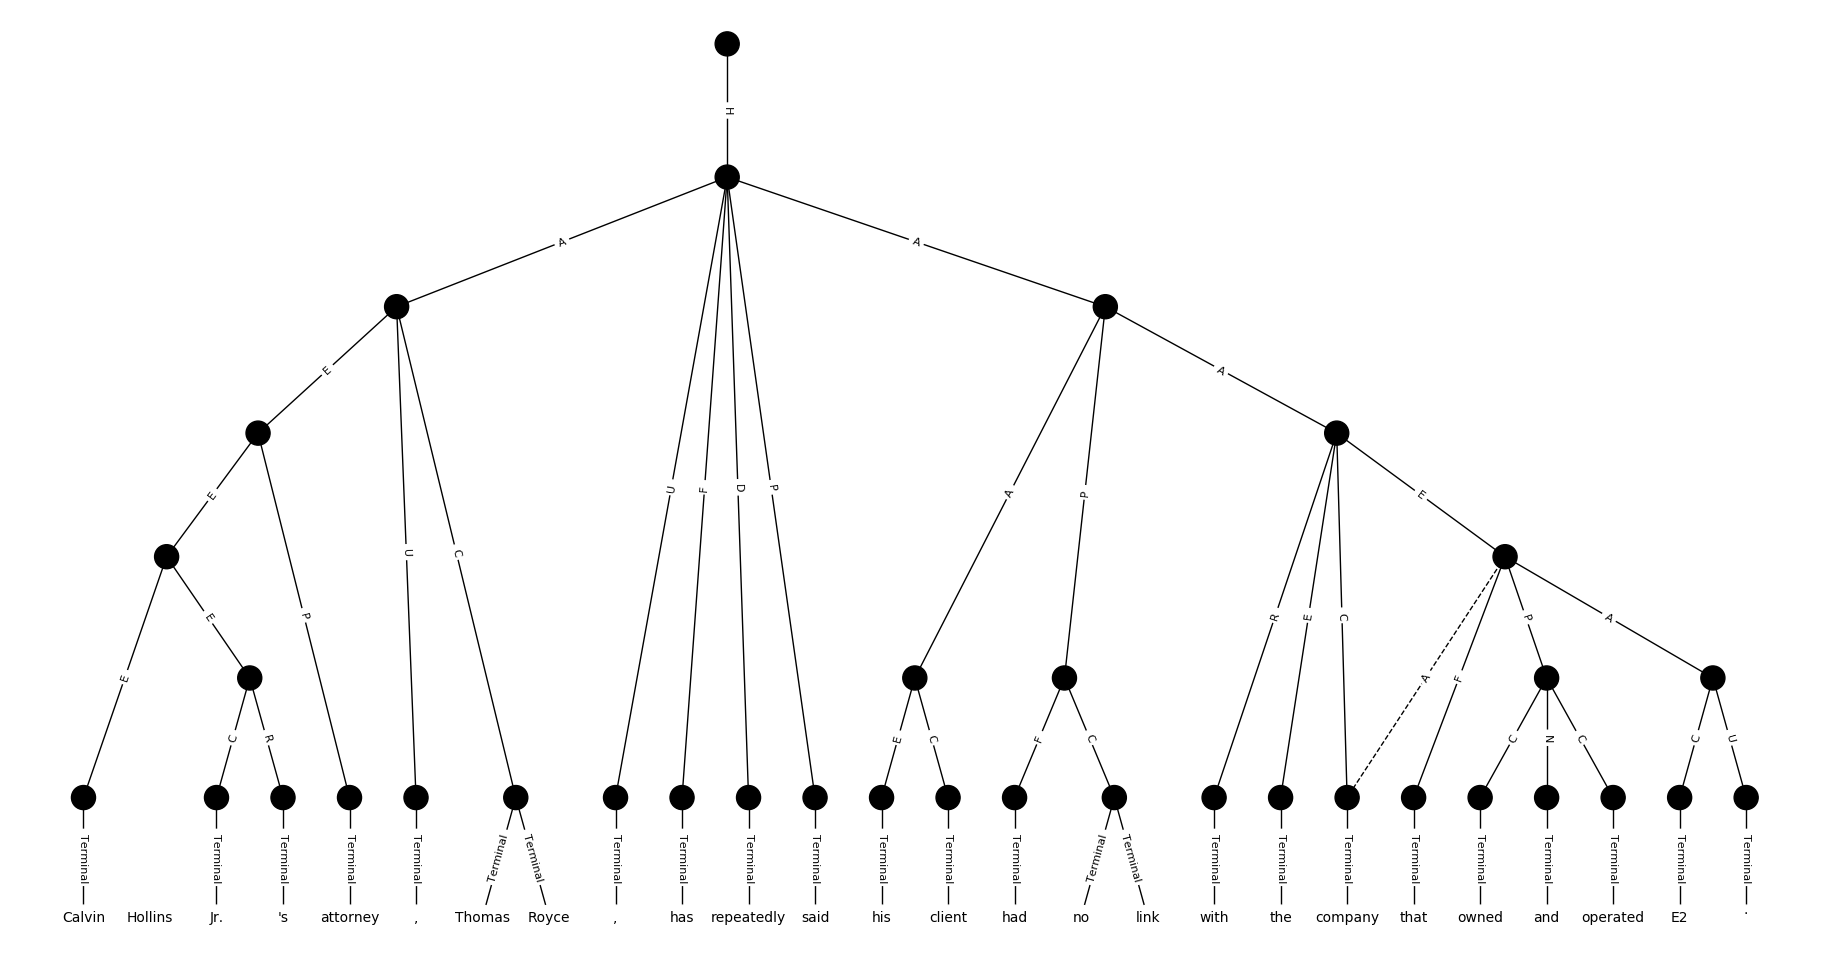 H
A A
E E A
E U F D P A P E
E P U C R E C P A
E C R E C F C A F C N C C U
Terminal Terminal Terminal Terminal Terminal Terminal Terminal Terminal Terminal Terminal Terminal Terminal Terminal Terminal Terminal Terminal Terminal Terminal Terminal Terminal Terminal Terminal Terminal Terminal Terminal
Calvin Hollins Jr. 's attorney , Thomas Royce , has repeatedly said his client had no link with the company that owned and operated E2 .